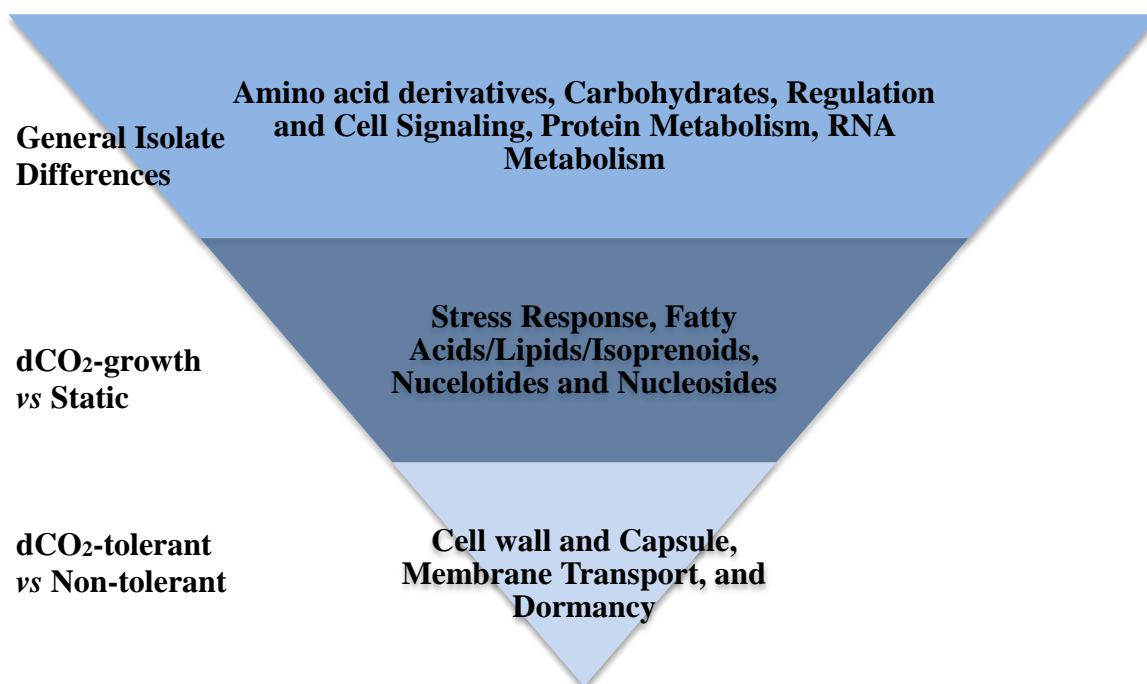 Amino acid derivatives, Carbohydrates, Regulation
and Cell Signaling, Protein Metabolism, RNA
Metabolism
General Isolate
Differences
Stress Response, Fatty
Acids/Lipids/Isoprenoids,
Nucelotides and Nucleosides
dCO₂-growth
vs Static
Cell wall and Capsule,
Membrane Transport, and
Dormancy
dCO₂-tolerant
vs Non-tolerant